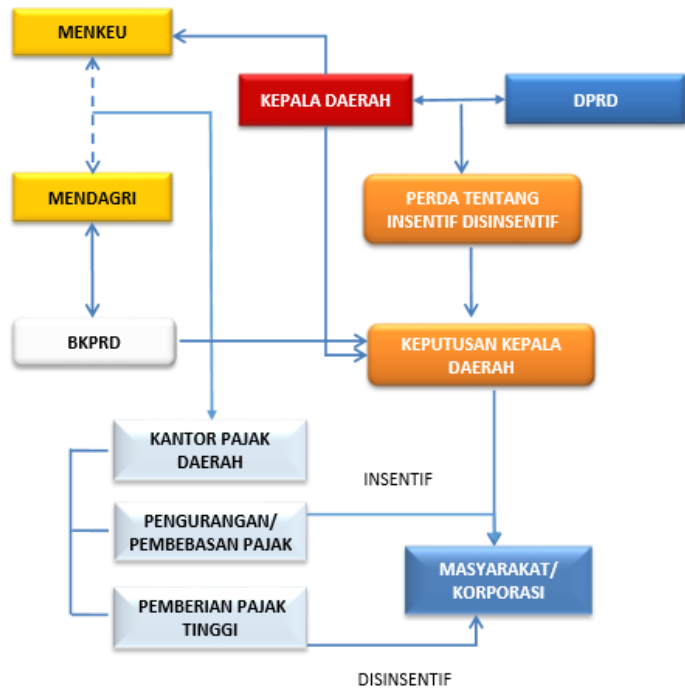 MENKEU
KEPALA DAERAH
DPRD
MENDAGRI
PERDA TENTANG
INSENTIF DISINSENTIF
BKPRD
KEPUTUSAN KEPALA
DAERAH
KANTOR PAJAK
DAERAH
INSENTIF
PENGURANGAN/
PEMBEBASAN PAJAK
MASYARAKAT/
KORPORASI
PEMBERIAN PAJAK
TINGGI
DISINSENTIF